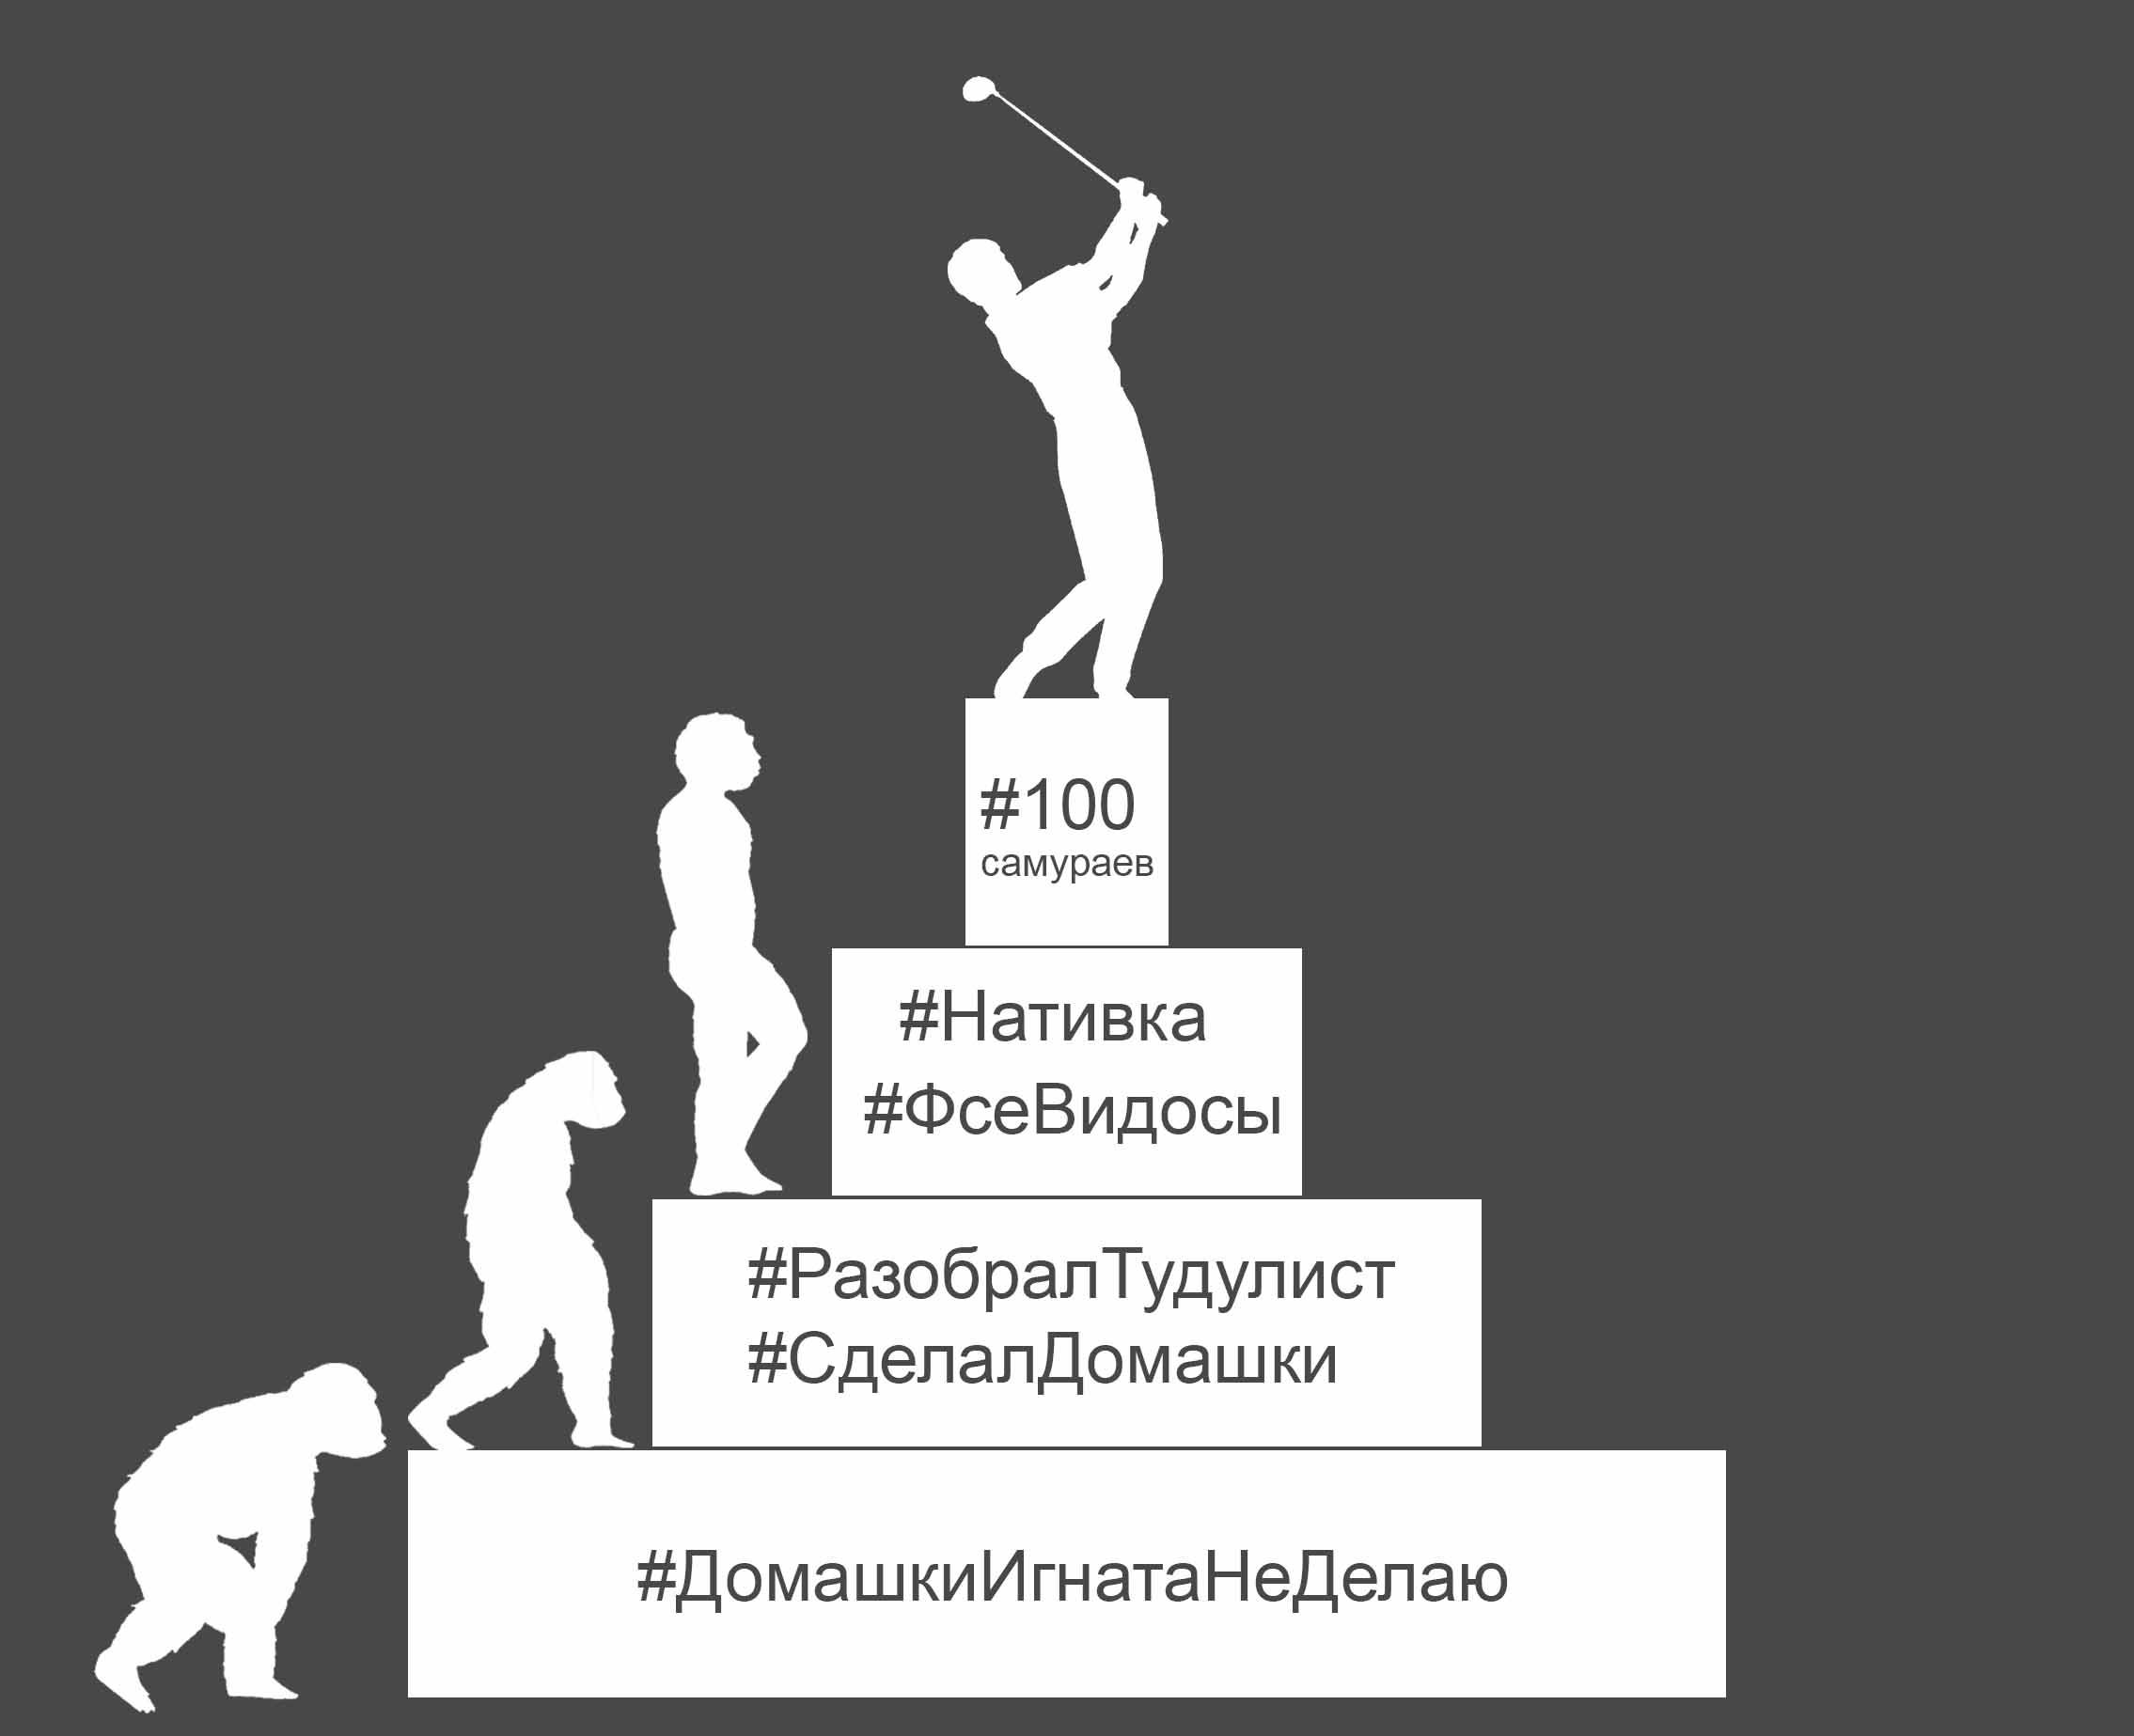 #100
самураев
#Нативка
#ФсеВидосы
#РазобралТудулист
#СделалДомашки
#ДомашкиИгнатаНеДелаю